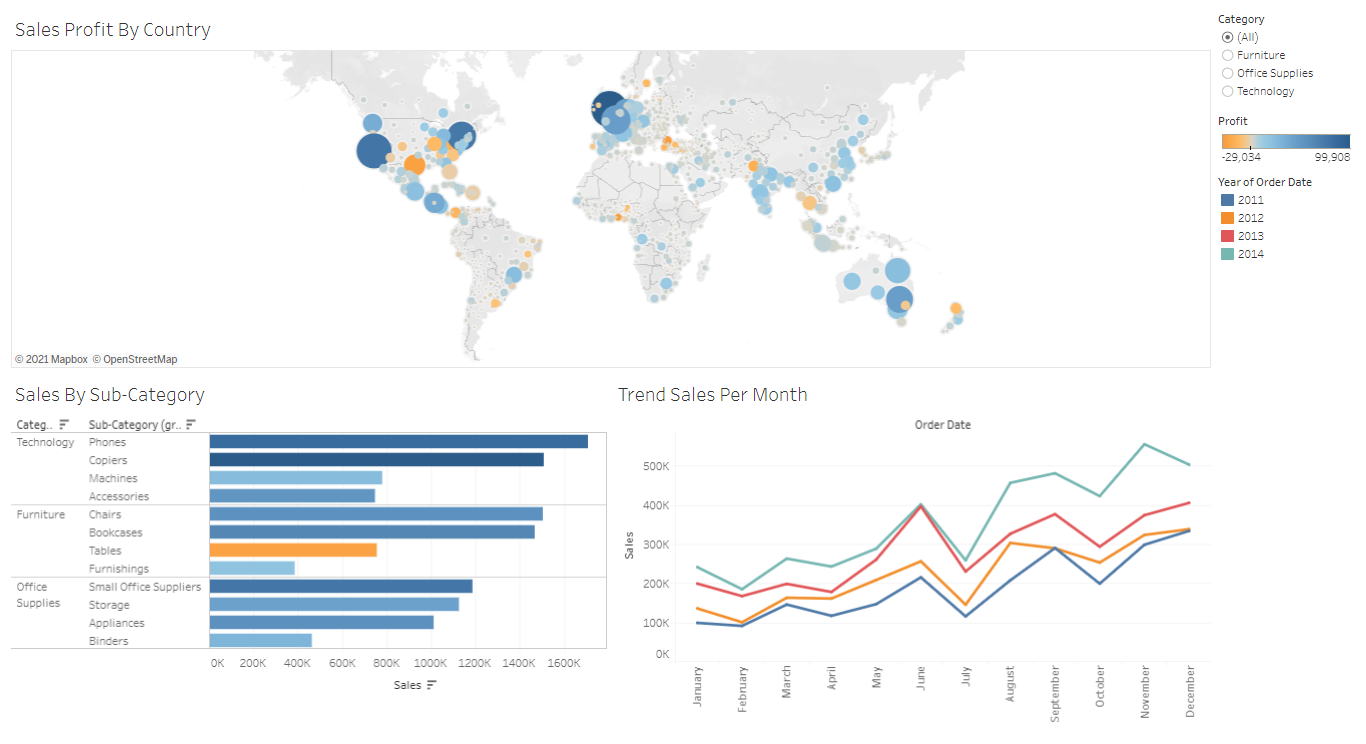 Sales Profit By Country
© 2021 Mapbox © OpenStreetMap
Category
(All)
Furniture
Office Supplies
Technology
Profit
-29,034 99,908
Year of Order Date
2011
2012
2013
2014
Sales By Sub-Category
Categ.. Sub-Category (gr..
Technology Phones
Copiers
Machines
Accessories
Furniture Chairs
Bookcases
Tables
Furnishings
Office Supplies Small Office Suppliers
Storage
Appliances
Binders
0K 200K 400K 600K 800K 1000K 1200K 1400K 1600K
Sales
Trend Sales Per Month
Order Date
500K
400K
300K
200K
100K
0K
Sales
January February March April May June July August September October November December